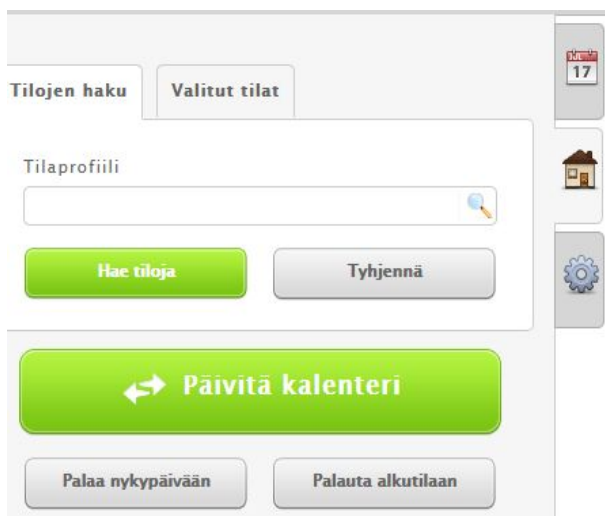 17
Tilojen haku
Valitut tilat
Tilaprofiili
Hae tiloja
Tyhjennä
Päivitä kalenteri
Palaa nykypäivään
Palauta alkutilaan